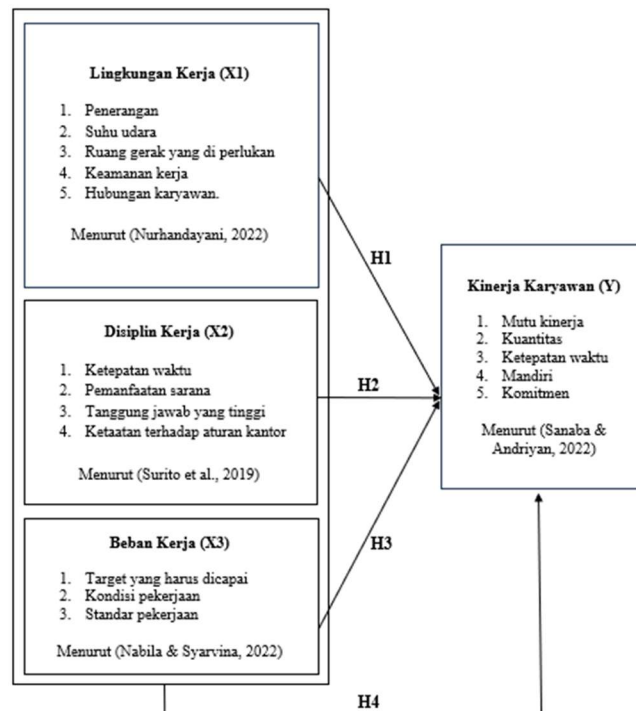 Lingkungan Kerja (X1)
1. Penerangan
2. Suhu udara
3. Ruang gerak yang di perlukan
4. Keamanan kerja
5. Hubungan karyawan.
Menurut (Nurhandayani, 2022)
H1
Disiplin Kerja (X2)
1. Ketepatan waktu
2. Pemanfaatan sarana
3. Tanggung jawab yang tinggi
4. Ketaatan terhadap aturan kantor
Menurut (Surito et al., 2019)
H2
Beban Kerja (X3)
1. Target yang harus dicapai
2. Kondisi pekerjaan
3. Standar pekerjaan
Menurut (Nabila & Syarvina, 2022)
H3
Kinerja Karyawan (Y)
1. Mutu kinerja
2. Kuantitas
3. Ketepatan waktu
4. Mandiri
5. Komitmen
Menurut (Sanaba &
Andriyan, 2022)
H4